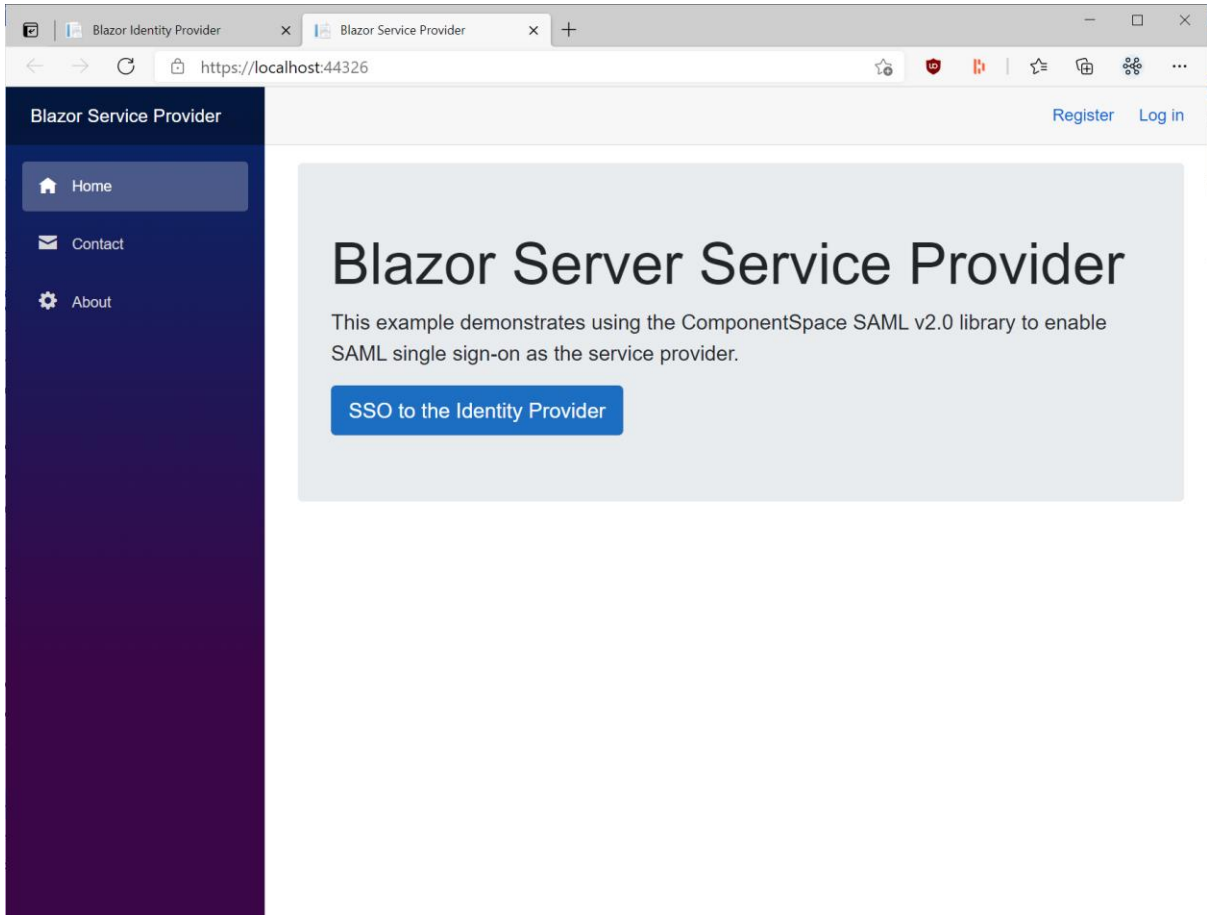 Blazor Identity Provider
Blazor Service Provider
https://localhost:44326
Blazor Service Provider
Register Log in
Home
Contact
About
Blazor Server Service Provider
This example demonstrates using the ComponentSpace SAML v2.0 library to enable
SAML single sign-on as the service provider.
SSO to the Identity Provider